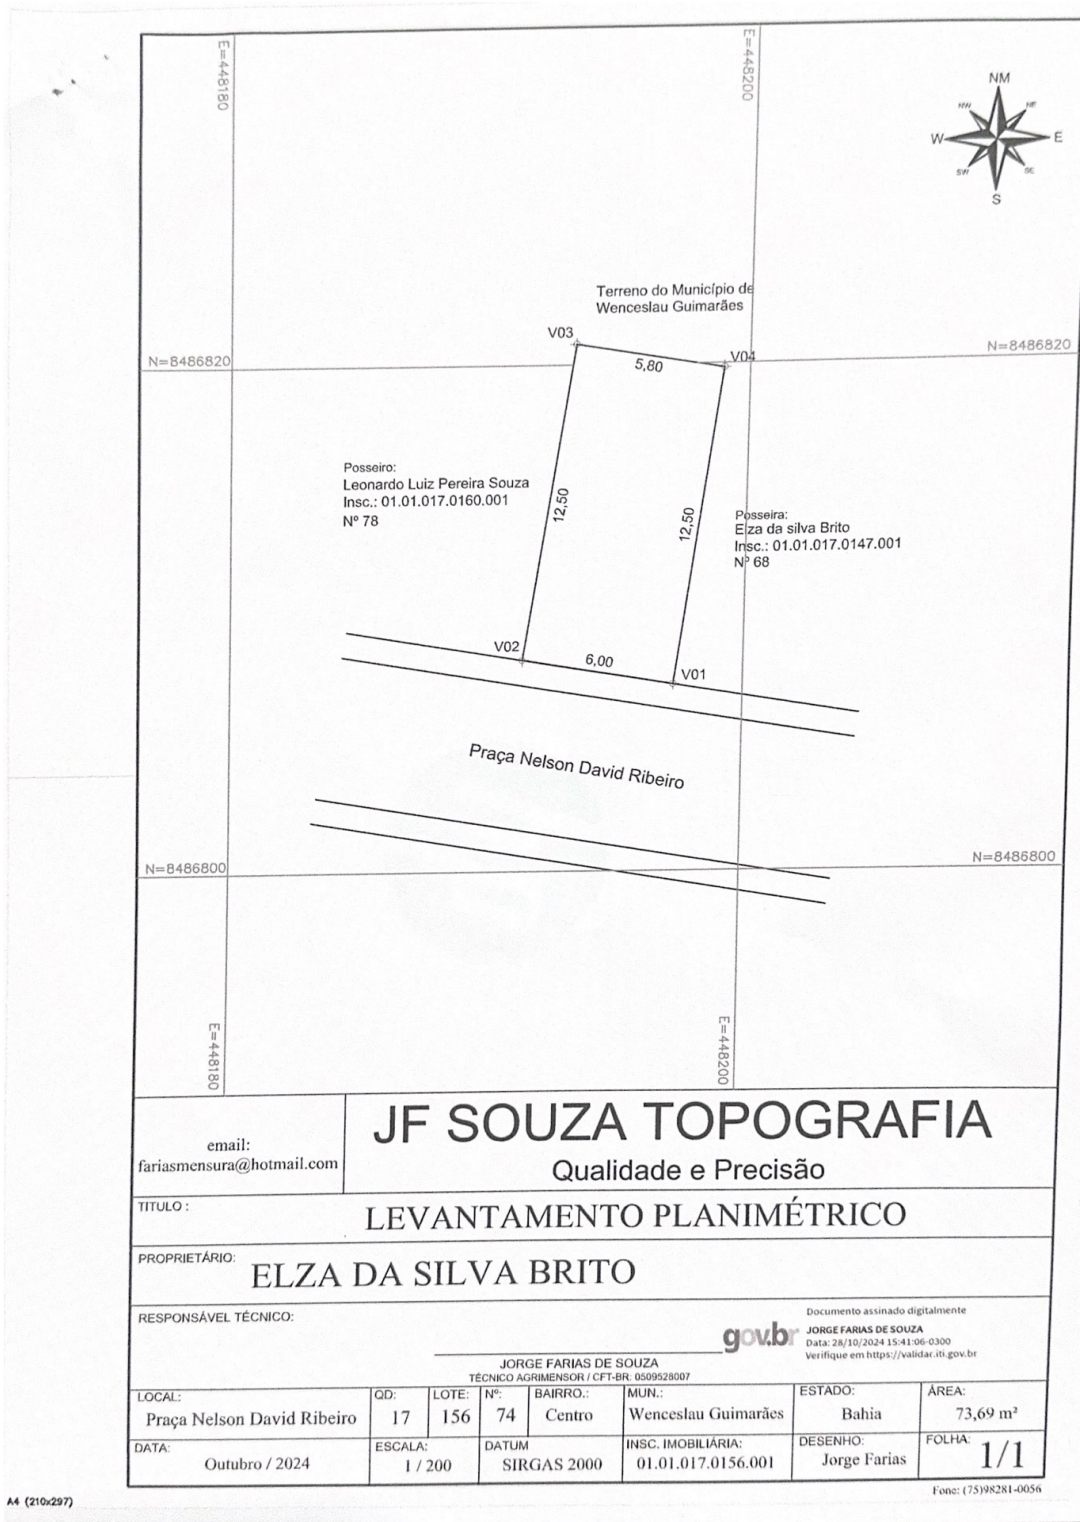 E=448180
E=448200
NM
NW
NE
W
E
SW
SE
S
Terreno do Município de
Wenceslau Guimarães
V03
V04
N=8486820
N=8486820
5,80
Posseiro:
Leonardo Luiz Pereira Souza
Insc.: 01.01.017.0160.001
Nº 78
12,50
12,50
Posseira:
Elza da silva Brito
Insc.: 01.01.017.0147.001
Nº 68
V02
6,00
V01
Praça Nelson David Ribeiro
N=8486800
N=8486800
E=448180
E=448200
email:
fariasmensura@hotmail.com
JF SOUZA TOPOGRAFIA
Qualidade e Precisão
TITULO :
LEVANTAMENTO PLANIMÉTRICO
PROPRIETÁRIO:
ELZA DA SILVA BRITO
RESPONSÁVEL TÉCNICO:
gov.br
Documento assinado digitalmente
JORGE FARIAS DE SOUZA
Data: 28/10/2024 15:41:06-0300
Verifique em https://validar.iti.gov.br
JORGE FARIAS DE SOUZA
TÉCNICO AGRIMENSOR / CFT-BR: 0509528007
LOCAL:
Praça Nelson David Ribeiro
QD:
17
LOTE:
156
Nº:
74
BAIRRO.:
Centro
MUN.:
Wenceslau Guimarães
ESTADO:
Bahia
ÁREA:
73,69 m²
DATA:
Outubro / 2024
ESCALA:
1 / 200
DATUM
SIRGAS 2000
INSC. IMOBILIÁRIA:
01.01.017.0156.001
DESENHO:
Jorge Farias
FOLHA:
1/1
A4 (210x297)
Fone: (75)98281-0056